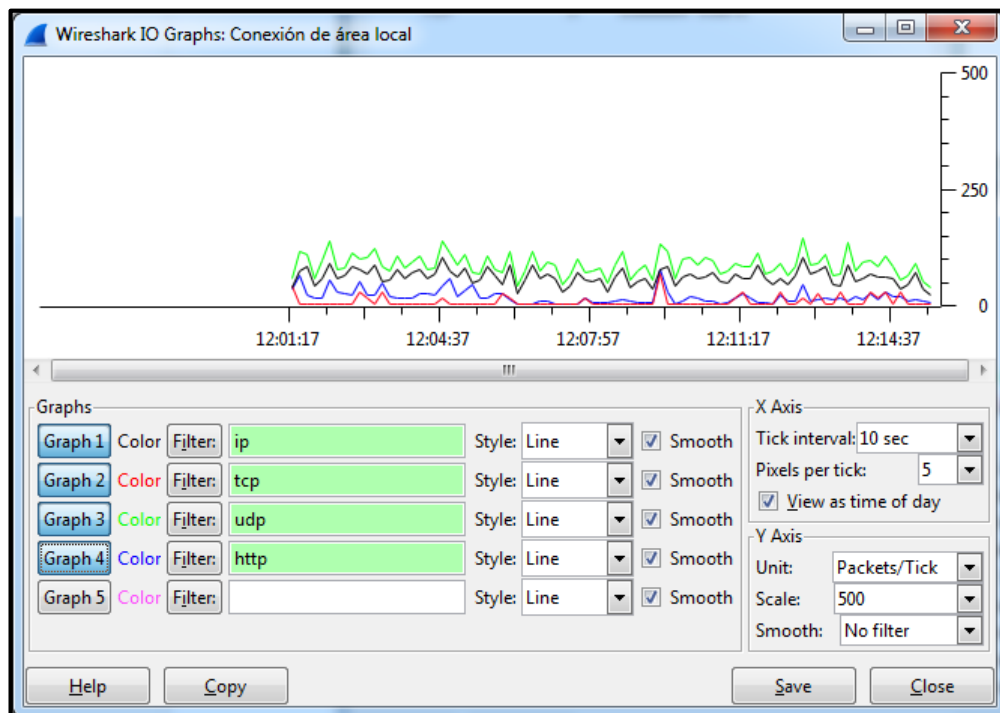 Wireshark IO Graphs: Conexión de área local
500
250
0
12:01:17 12:04:37 12:07:57 12:11:17 12:14:37
Graphs
Graph 1 Color Filter: ip Style: Line Smooth
Graph 2 Color Filter: tcp Style: Line Smooth
Graph 3 Color Filter: udp Style: Line Smooth
Graph 4 Color Filter: http Style: Line Smooth
Graph 5 Color Filter: Style: Line Smooth
X Axis
Tick interval: 10 sec
Pixels per tick: 5
View as time of day
Y Axis
Unit: Packets/Tick
Scale: 500
Smooth: No filter
Help Copy Save Close